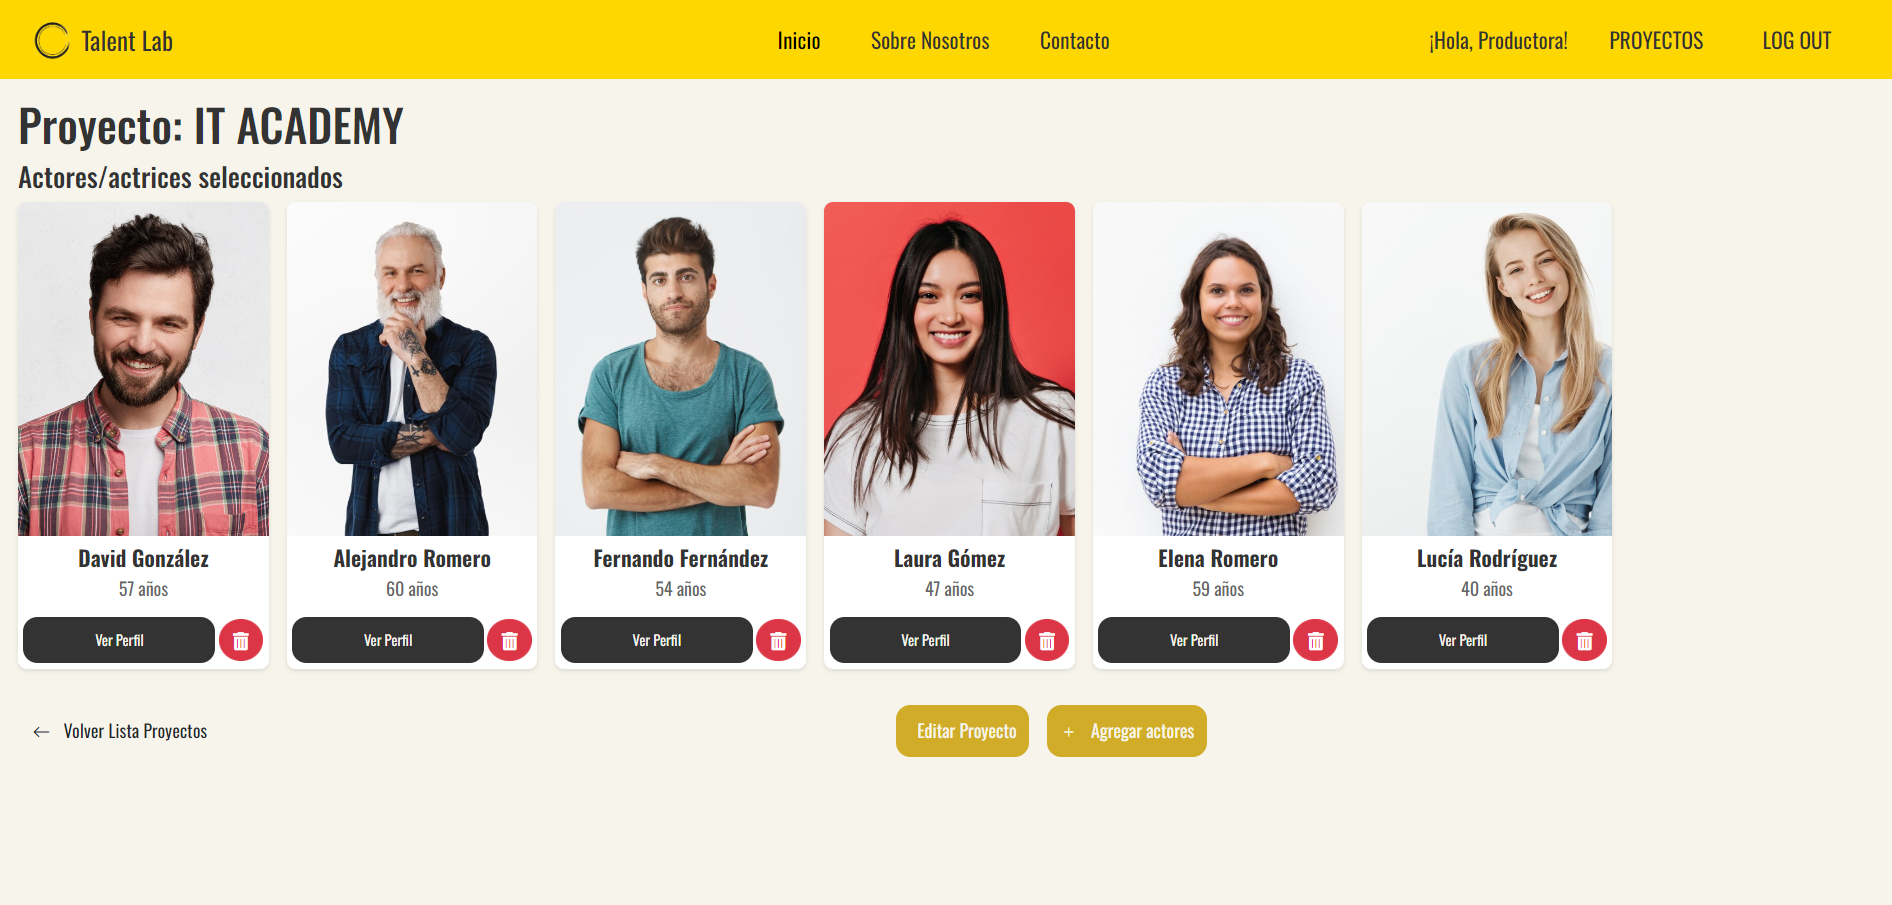 Talent Lab
Inicio
Sobre Nosotros
Contacto
¡Hola, Productora!
PROYECTOS
LOG OUT
Proyecto: IT ACADEMY
Actores/actrices seleccionados
David González
57 años
Ver Perfil
Alejandro Romero
60 años
Ver Perfil
Fernando Fernández
54 años
Ver Perfil
Laura Gómez
47 años
Ver Perfil
Elena Romero
59 años
Ver Perfil
Lucía Rodríguez
40 años
Ver Perfil
← Volver Lista Proyectos
Editar Proyecto
+ Agregar actores